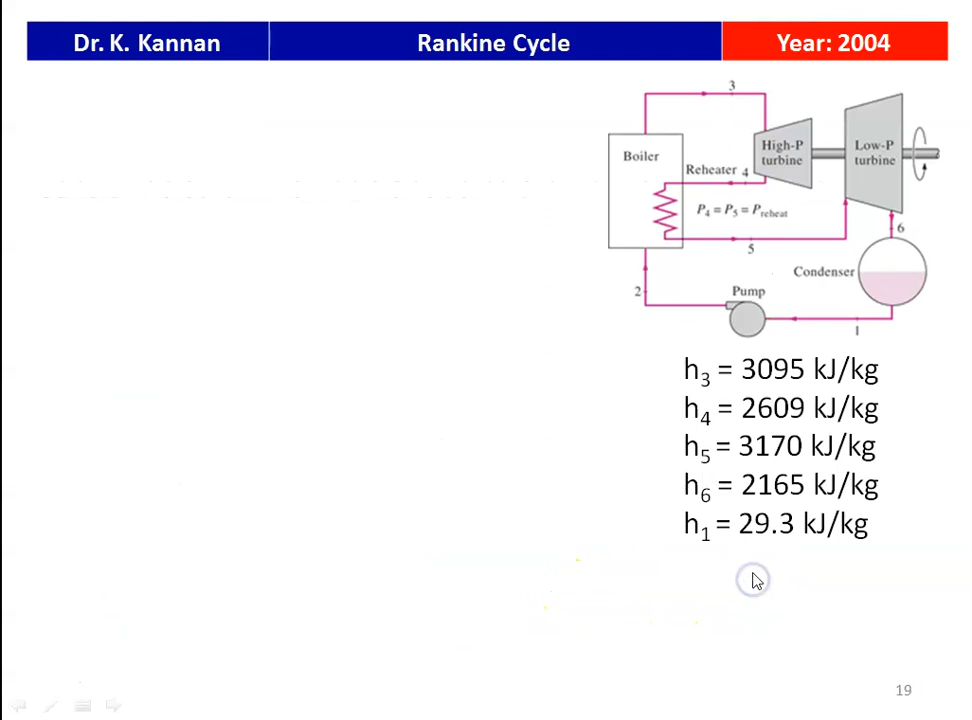 Dr. K. Kannan
Rankine Cycle
Year: 2004
3
High-P
turbine
Low-P
turbine
Boiler
Reheater 4
P4 = P5 = Preheat
6
5
Condenser
2
Pump
1
h3 = 3095 kJ/kg
h4 = 2609 kJ/kg
h5 = 3170 kJ/kg
h6 = 2165 kJ/kg
h1 = 29.3 kJ/kg
19